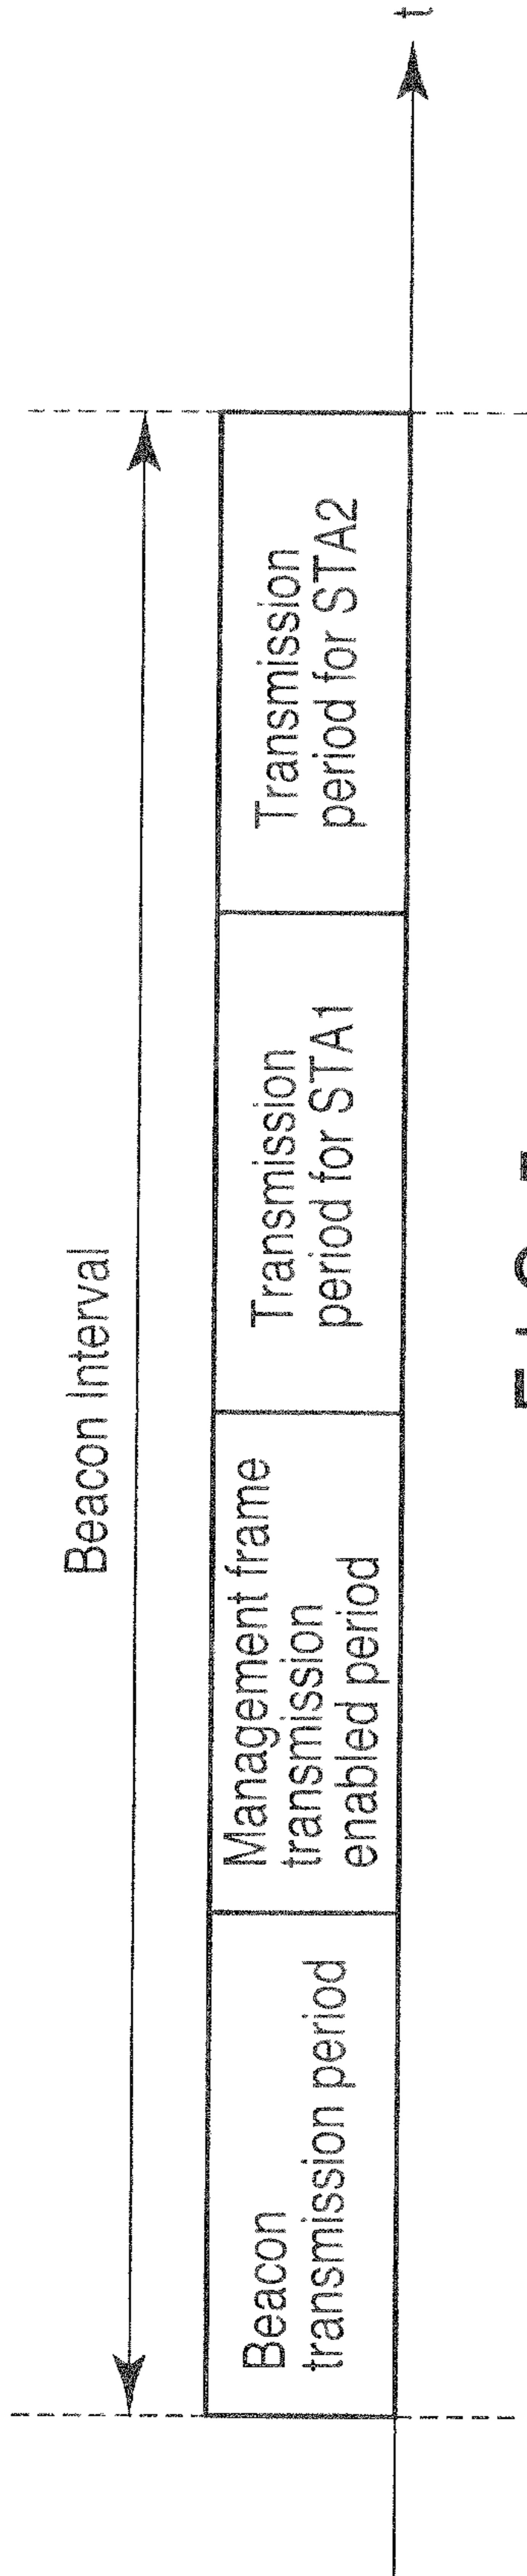 Beacon Interval
Beacon
transmission period
Management frame
transmission
enabled period
Transmission
period for STA1
Transmission
period for STA2
t